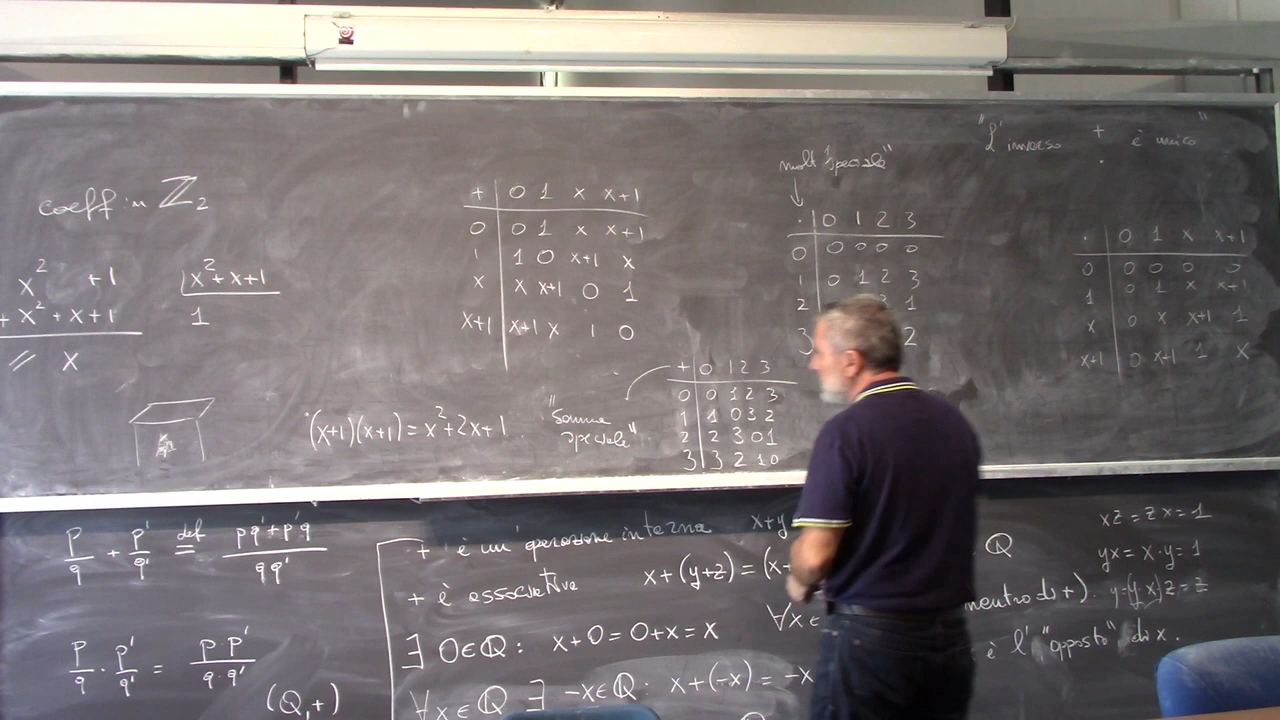 "L'inverso + . è unico"
molt "speciale"
coeff in ℤ₂
x² +1 | x²+x+1
+ x² + x+1 | 1
// x
+ | 0 1 x x+1
0 | 0 1 x x+1
1 | 1 0 x+1 x
x | x x+1 0 1
x+1 | x+1 x 1 0
· | 0 1 2 3
0 | 0 0 0 0
1 | 0 1 2 3
2 | 3 1
3 | 2
· | 0 1 x x+1
0 | 0 0 0 0
1 | 0 1 x x+1
x | 0 x x+1 1
x+1 | 0 x+1 1 x
(x+1)(x+1) = x²+2x+1
"Somma
speciale"
+ | 0 1 2 3
0 | 0 1 2 3
1 | 1 0 3 2
2 | 2 3 0 1
3 | 3 2 1 0
p/q + p'/q' =def (pq'+p'q)/(qq')
p/q · p'/q' = (p p')/(q·q')
(Q,+)
+ è un'operazione interna x+y
Q
+ è associativa x+(y+z) = (x+
neutro di +).
∃ 0∈ℚ: x+0=0+x=x ∀x∈
è l'"opposto" di x.
∀x∈ℚ ∃ -x∈ℚ: x+(-x) = -x
xz = zx = 1
yx = x·y = 1
y=(y x)z = z